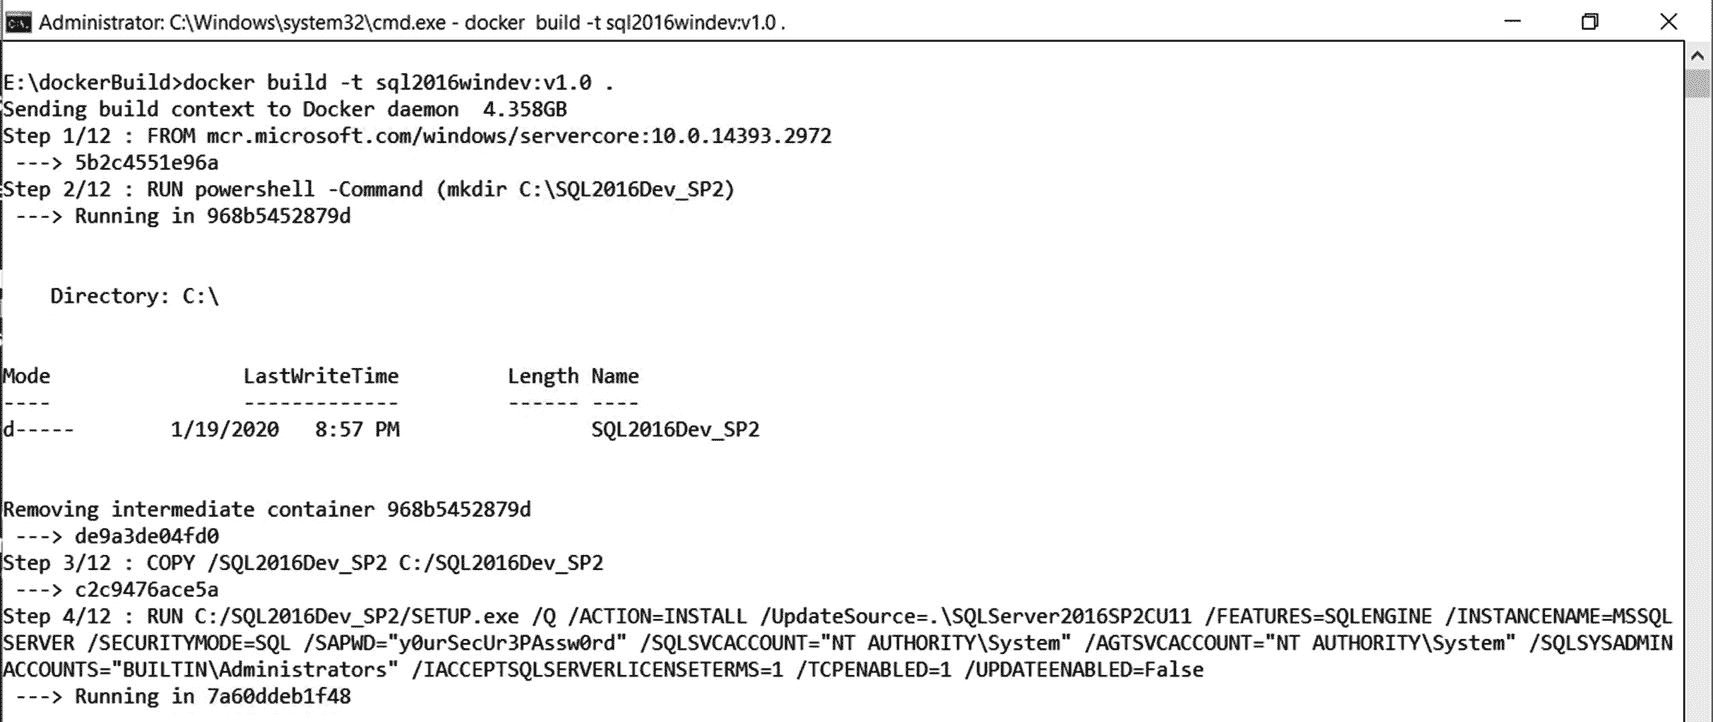 Administrator: C:\Windows\system32\cmd.exe - docker  build -t sql2016windev:v1.0 .
E:\dockerBuild>docker build -t sql2016windev:v1.0 .
Sending build context to Docker daemon  4.358GB
Step 1/12 : FROM mcr.microsoft.com/windows/servercore:10.0.14393.2972
 ---> 5b2c4551e96a
Step 2/12 : RUN powershell -Command (mkdir C:\SQL2016Dev_SP2)
 ---> Running in 968b5452879d
    Directory: C:\
Mode                LastWriteTime         Length Name
----                -------------         ------ ----
d-----        1/19/2020   8:57 PM                SQL2016Dev_SP2
Removing intermediate container 968b5452879d
 ---> de9a3de04fd0
Step 3/12 : COPY /SQL2016Dev_SP2 C:/SQL2016Dev_SP2
 ---> c2c9476ace5a
Step 4/12 : RUN C:/SQL2016Dev_SP2/SETUP.exe /Q /ACTION=INSTALL /UpdateSource=.\SQLServer2016SP2CU11 /FEATURES=SQLENGINE /INSTANCENAME=MSSQL
SERVER /SECURITYMODE=SQL /SAPWD="y0urSecUr3PAssw0rd" /SQLSVCACCOUNT="NT AUTHORITY\System" /AGTSVCACCOUNT="NT AUTHORITY\System" /SQLSYSADMIN
ACCOUNTS="BUILTIN\Administrators" /IACCEPTSQLSERVERLICENSETERMS=1 /TCPENABLED=1 /UPDATEENABLED=False
 ---> Running in 7a60ddeb1f48